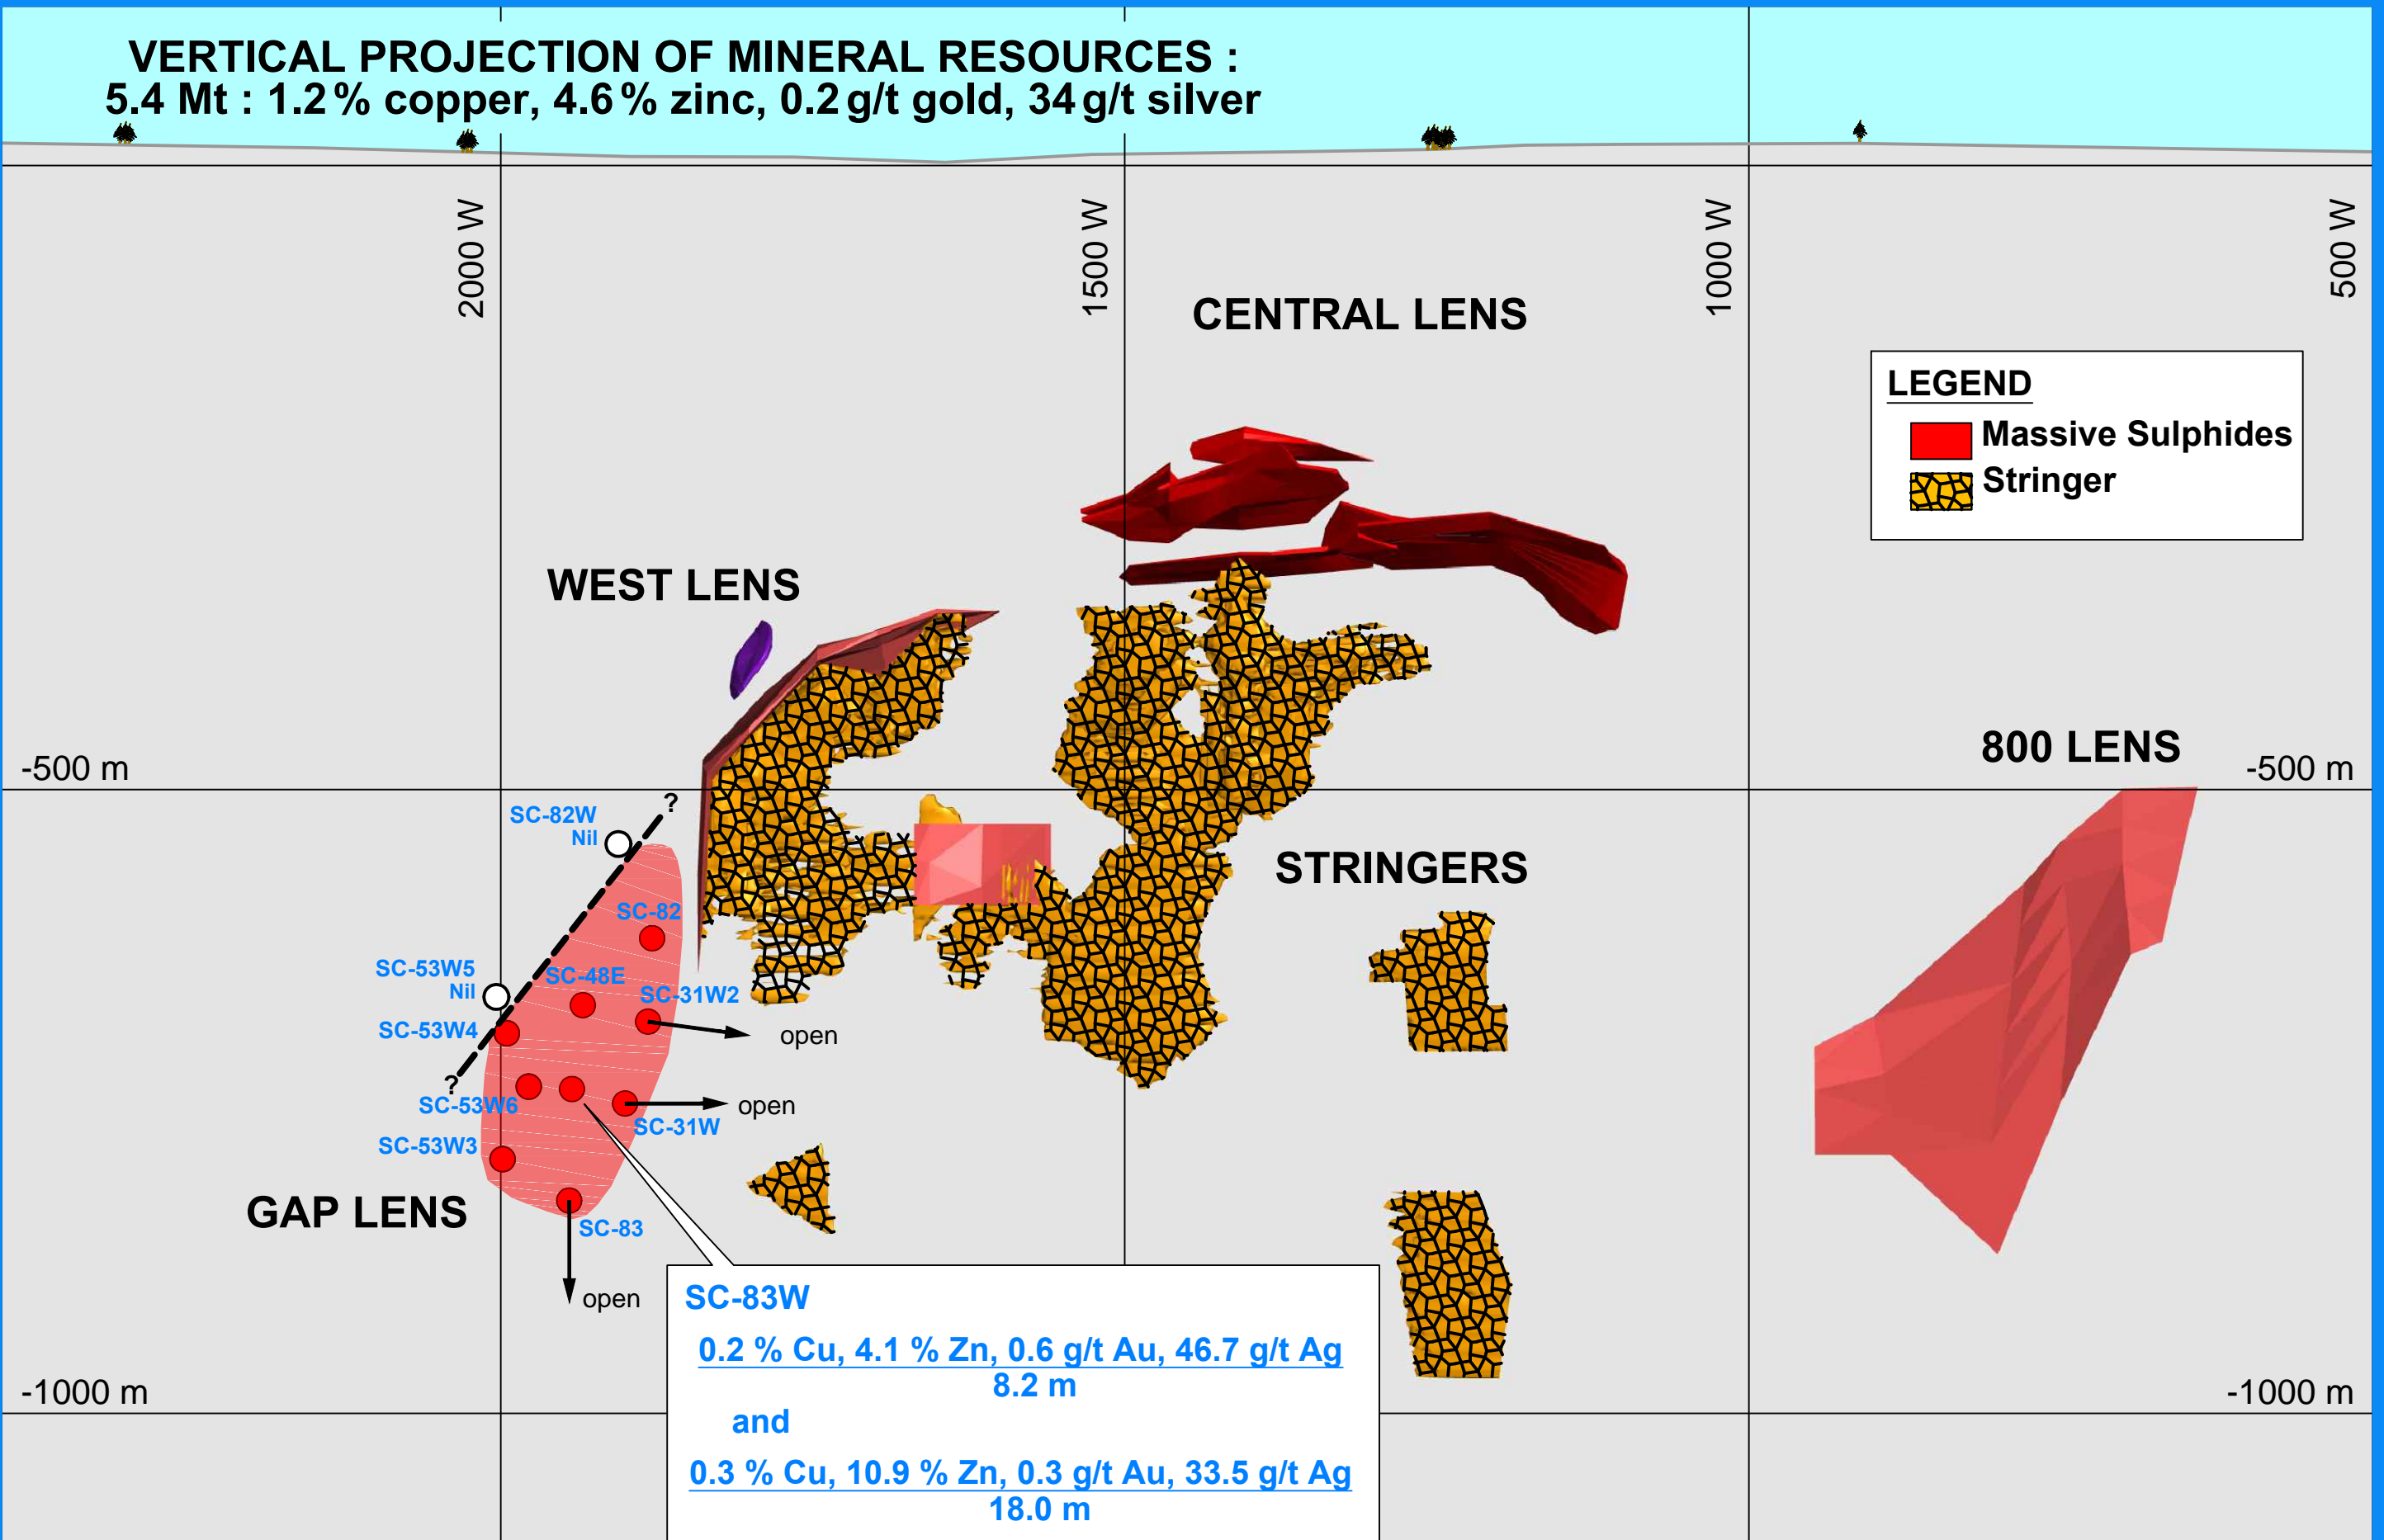 VERTICAL PROJECTION OF MINERAL RESOURCES :
5.4 Mt : 1.2 % copper, 4.6 % zinc, 0.2 g/t gold, 34 g/t silver
2000 W
1500 W
1000 W
500 W
CENTRAL LENS
LEGEND
Massive Sulphides
Stringer
WEST LENS
800 LENS
-500 m
-500 m
?
SC-82W
Nil
STRINGERS
SC-82
SC-53W5
Nil
SC-48E
SC-31W2
SC-53W4
open
?
SC-53W6
open
SC-31W
SC-53W3
GAP LENS
SC-83
open
SC-83W
0.2 % Cu, 4.1 % Zn, 0.6 g/t Au, 46.7 g/t Ag
8.2 m
and
0.3 % Cu, 10.9 % Zn, 0.3 g/t Au, 33.5 g/t Ag
18.0 m
-1000 m
-1000 m